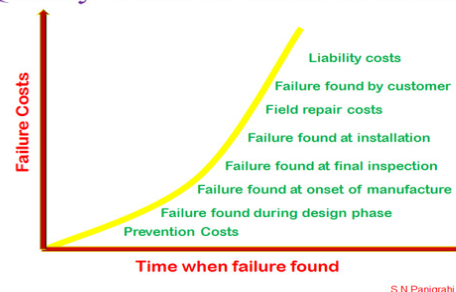 Failure Costs
Liability costs
Failure found by customer
Field repair costs
Failure found at installation
Failure found at final inspection
Failure found at onset of manufacture
Failure found during design phase
Prevention Costs
Time when failure found
S N Panigrahi